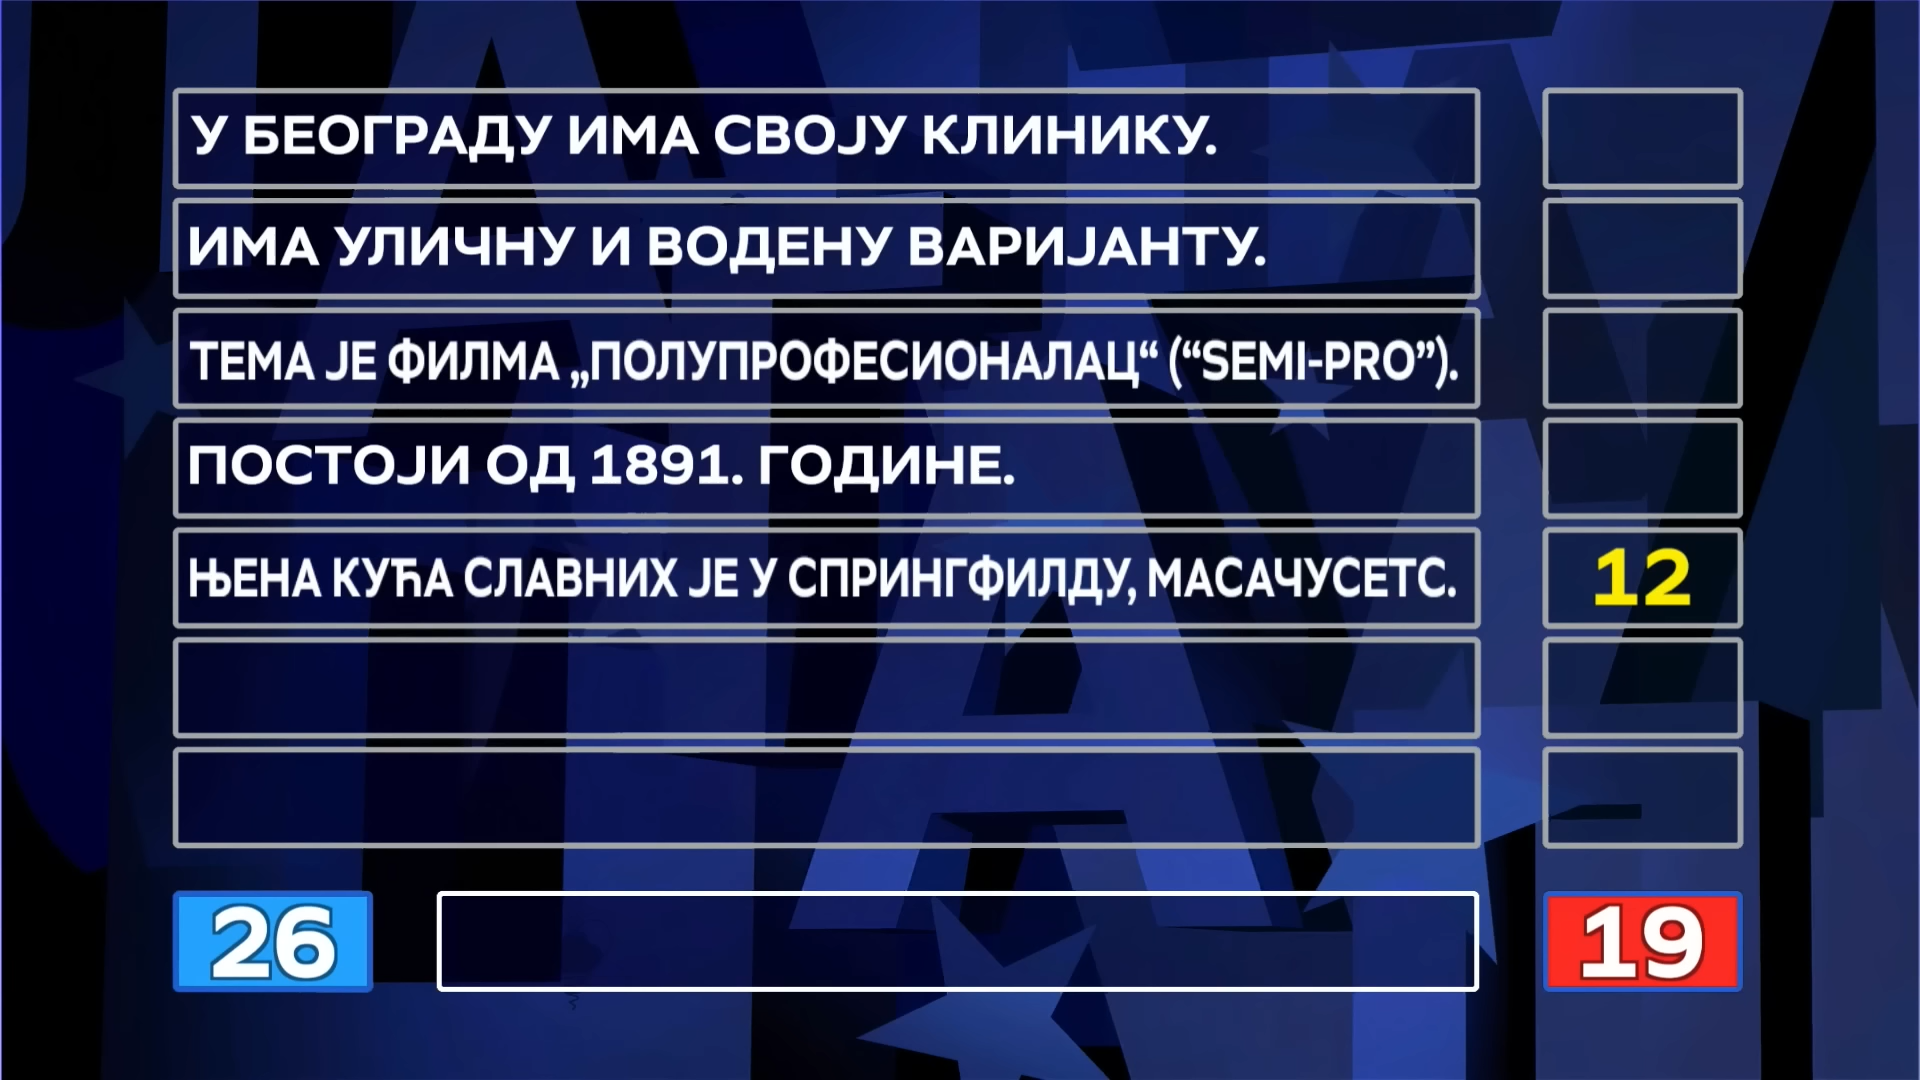 У БЕОГРАДУ ИМА СВОЈУ КЛИНИКУ.
ИМА УЛИЧНУ И ВОДЕНУ ВАРИЈАНТУ.
ТЕМА ЈЕ ФИЛМА „ПОЛУПРОФЕСИОНАЛАЦ“ (“SEMI-PRO”).
ПОСТОЈИ ОД 1891. ГОДИНЕ.
ЊЕНА КУЋА СЛАВНИХ ЈЕ У СПРИНГФИЛДУ, МАСАЧУСЕТС. 12
26 19